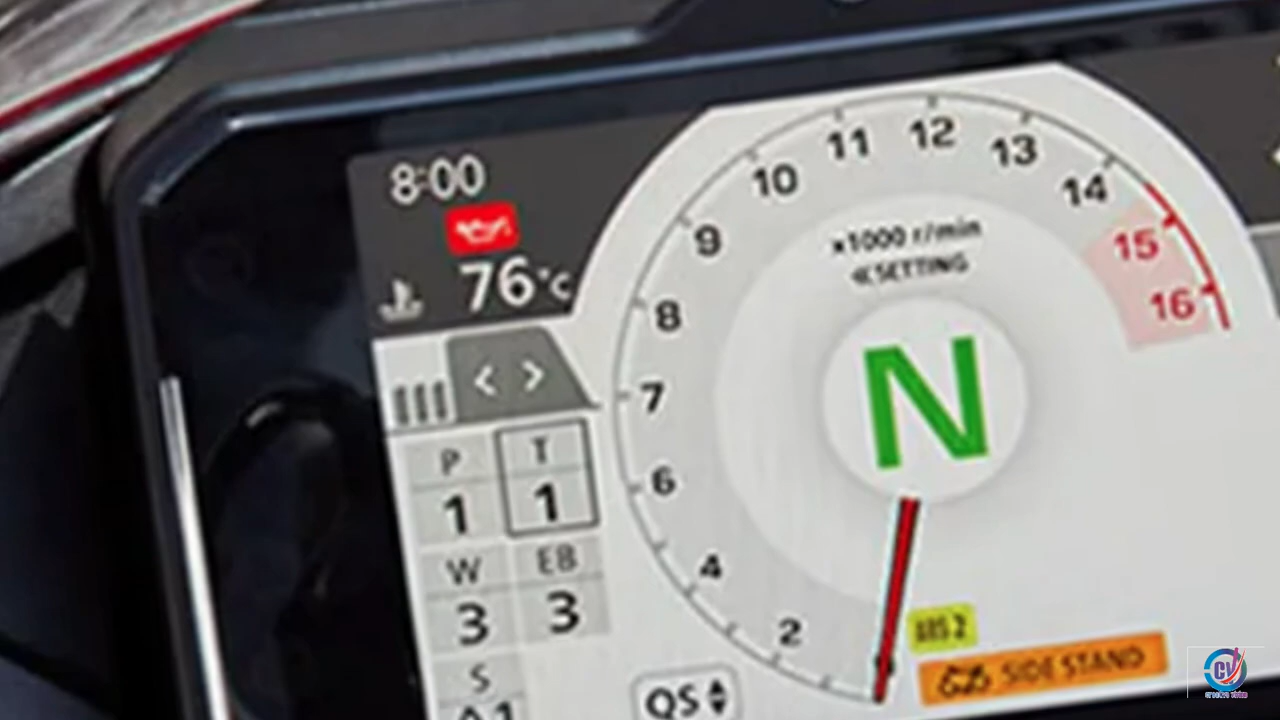 8:00
76°C
< >
P T
1 1
W EB
3 3
S
QS
2
4
6
7
8
9
10
11
12
13
14
15
16
x1000 r/min
≪SETTING
N
SIDE STAND
CV